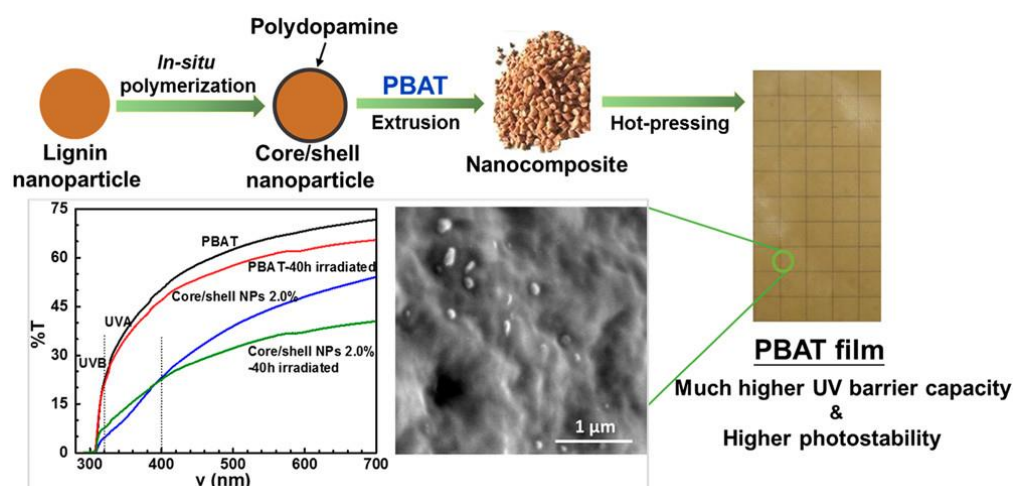 Polydopamine
In-situ
polymerization
PBAT
Extrusion
Hot-pressing
Lignin
nanoparticle
Core/shell
nanoparticle
Nanocomposite
75
60
45
30
15
0
%T
PBAT
PBAT-40h irradiated
Core/shell NPs 2.0%
UVA
UVB
Core/shell NPs 2.0%
-40h irradiated
300
400
500
600
700
γ (nm)
1 μm
PBAT film
Much higher UV barrier capacity
&
Higher photostability